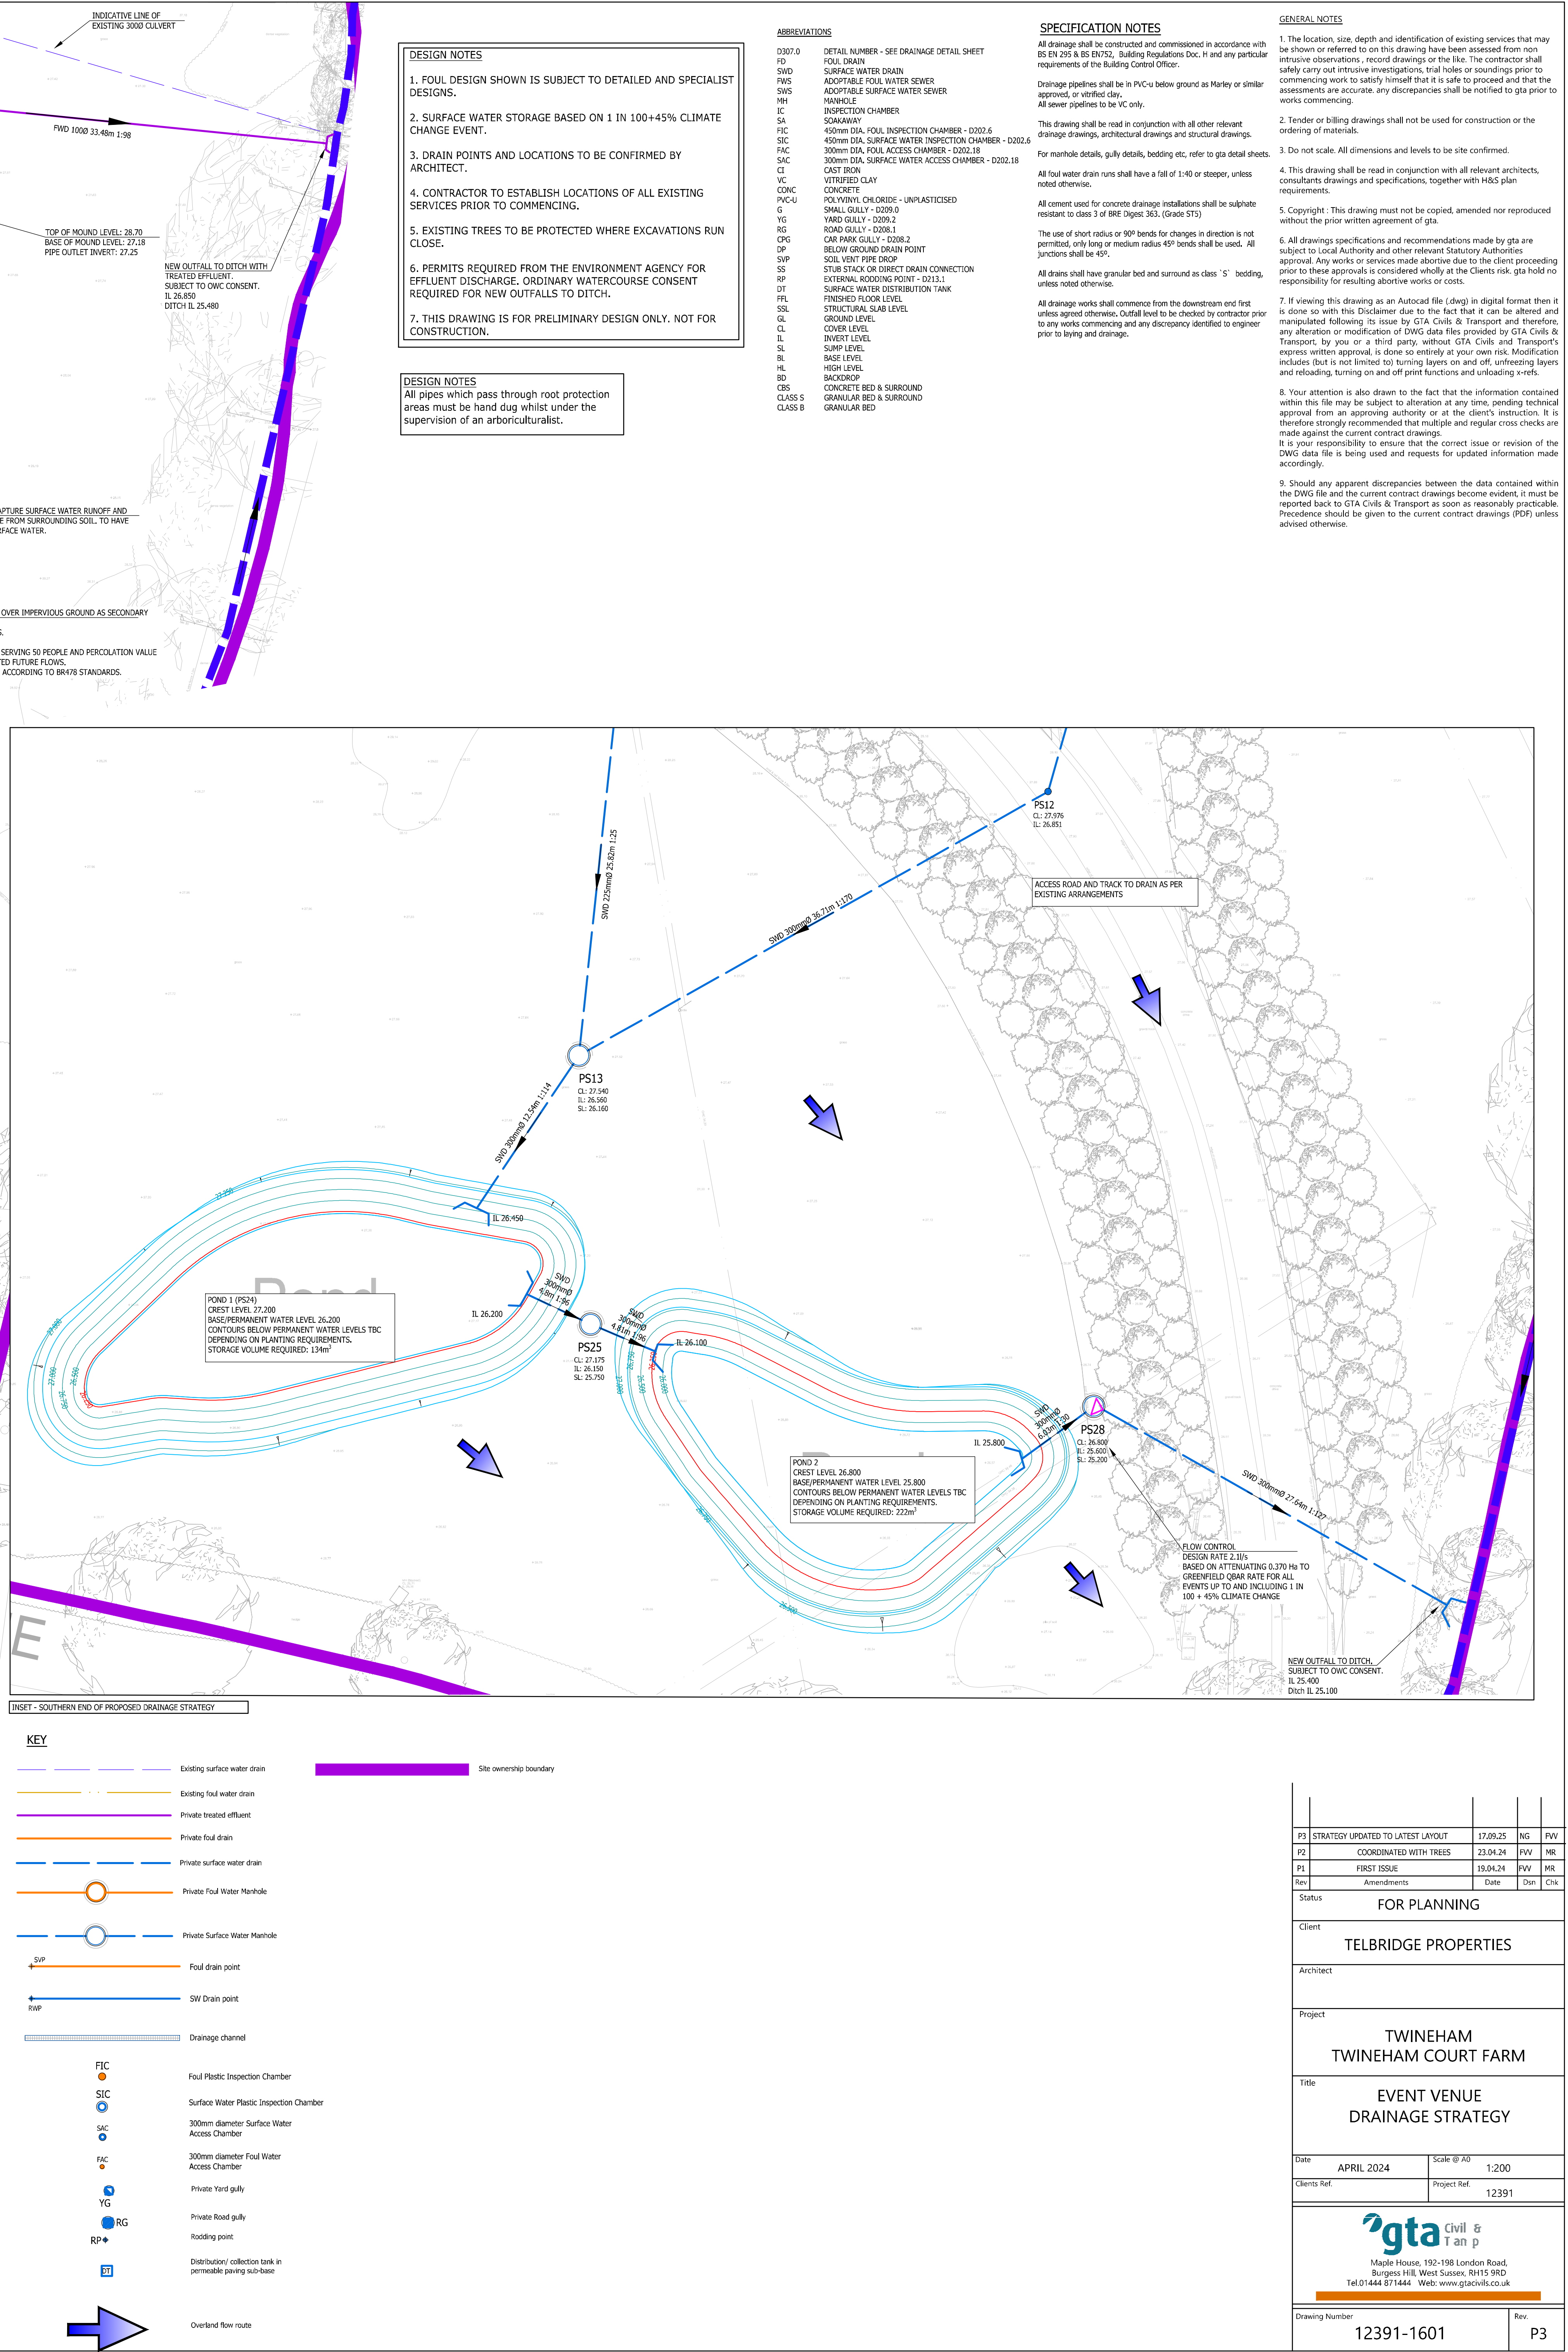 INDICATIVE LINE OF
EXISTING 300Ø CULVERT
FWD 100Ø 33.48m 1:98
TOP OF MOUND LEVEL: 28.70
BASE OF MOUND LEVEL: 27.18
PIPE OUTLET INVERT: 27.25
NEW OUTFALL TO DITCH WITH
TREATED EFFLUENT.
SUBJECT TO OWC CONSENT.
IL 26.850
DITCH IL 25.480
APTURE SURFACE WATER RUNOFF AND
E FROM SURROUNDING SOIL. TO HAVE
RFACE WATER.
OVER IMPERVIOUS GROUND AS SECONDARY
S.
SERVING 50 PEOPLE AND PERCOLATION VALUE
TED FUTURE FLOWS.
ACCORDING TO BR478 STANDARDS.
DESIGN NOTES
1. FOUL DESIGN SHOWN IS SUBJECT TO DETAILED AND SPECIALIST
DESIGNS.
2. SURFACE WATER STORAGE BASED ON 1 IN 100+45% CLIMATE
CHANGE EVENT.
3. DRAIN POINTS AND LOCATIONS TO BE CONFIRMED BY
ARCHITECT.
4. CONTRACTOR TO ESTABLISH LOCATIONS OF ALL EXISTING
SERVICES PRIOR TO COMMENCING.
5. EXISTING TREES TO BE PROTECTED WHERE EXCAVATIONS RUN
CLOSE.
6. PERMITS REQUIRED FROM THE ENVIRONMENT AGENCY FOR
EFFLUENT DISCHARGE. ORDINARY WATERCOURSE CONSENT
REQUIRED FOR NEW OUTFALLS TO DITCH.
7. THIS DRAWING IS FOR PRELIMINARY DESIGN ONLY. NOT FOR
CONSTRUCTION.
DESIGN NOTES
All pipes which pass through root protection
areas must be hand dug whilst under the
supervision of an arboriculturalist.
ABBREVIATIONS
D307.0 DETAIL NUMBER - SEE DRAINAGE DETAIL SHEET
FD FOUL DRAIN
SWD SURFACE WATER DRAIN
FWS ADOPTABLE FOUL WATER SEWER
SWS ADOPTABLE SURFACE WATER SEWER
MH MANHOLE
IC INSPECTION CHAMBER
SA SOAKAWAY
FIC 450mm DIA. FOUL INSPECTION CHAMBER - D202.6
SIC 450mm DIA. SURFACE WATER INSPECTION CHAMBER - D202.6
FAC 300mm DIA. FOUL ACCESS CHAMBER - D202.18
SAC 300mm DIA. SURFACE WATER ACCESS CHAMBER - D202.18
CI CAST IRON
VC VITRIFIED CLAY
CONC CONCRETE
PVC-U POLYVINYL CHLORIDE - UNPLASTICISED
G SMALL GULLY - D209.0
YG YARD GULLY - D209.2
RG ROAD GULLY - D208.1
CPG CAR PARK GULLY - D208.2
DP BELOW GROUND DRAIN POINT
SVP SOIL VENT PIPE DROP
SS STUB STACK OR DIRECT DRAIN CONNECTION
RP EXTERNAL RODDING POINT - D213.1
DT SURFACE WATER DISTRIBUTION TANK
FFL FINISHED FLOOR LEVEL
SSL STRUCTURAL SLAB LEVEL
GL GROUND LEVEL
CL COVER LEVEL
IL INVERT LEVEL
SL SUMP LEVEL
BL BASE LEVEL
HL HIGH LEVEL
BD BACKDROP
CBS CONCRETE BED & SURROUND
CLASS S GRANULAR BED & SURROUND
CLASS B GRANULAR BED
SPECIFICATION NOTES
All drainage shall be constructed and commissioned in accordance with
BS EN 295 & BS EN752, Building Regulations Doc. H and any particular
requirements of the Building Control Officer.
Drainage pipelines shall be in PVC-u below ground as Marley or similar
approved, or vitrified clay.
All sewer pipelines to be VC only.
This drawing shall be read in conjunction with all other relevant
drainage drawings, architectural drawings and structural drawings.
For manhole details, gully details, bedding etc, refer to gta detail sheets.
All foul water drain runs shall have a fall of 1:40 or steeper, unless
noted otherwise.
All cement used for concrete drainage installations shall be sulphate
resistant to class 3 of BRE Digest 363. (Grade ST5)
The use of short radius or 90º bends for changes in direction is not
permitted, only long or medium radius 45º bends shall be used. All
junctions shall be 45º.
All drains shall have granular bed and surround as class `S` bedding,
unless noted otherwise.
All drainage works shall commence from the downstream end first
unless agreed otherwise. Outfall level to be checked by contractor prior
to any works commencing and any discrepancy identified to engineer
prior to laying and drainage.
GENERAL NOTES
1. The location, size, depth and identification of existing services that may
be shown or referred to on this drawing have been assessed from non
intrusive observations , record drawings or the like. The contractor shall
safely carry out intrusive investigations, trial holes or soundings prior to
commencing work to satisfy himself that it is safe to proceed and that the
assessments are accurate. any discrepancies shall be notified to gta prior to
works commencing.
2. Tender or billing drawings shall not be used for construction or the
ordering of materials.
3. Do not scale. All dimensions and levels to be site confirmed.
4. This drawing shall be read in conjunction with all relevant architects,
consultants drawings and specifications, together with H&S plan
requirements.
5. Copyright : This drawing must not be copied, amended nor reproduced
without the prior written agreement of gta.
6. All drawings specifications and recommendations made by gta are
subject to Local Authority and other relevant Statutory Authorities
approval. Any works or services made abortive due to the client proceeding
prior to these approvals is considered wholly at the Clients risk. gta hold no
responsibility for resulting abortive works or costs.
7. If viewing this drawing as an Autocad file (.dwg) in digital format then it
is done so with this Disclaimer due to the fact that it can be altered and
manipulated following its issue by GTA Civils & Transport and therefore,
any alteration or modification of DWG data files provided by GTA Civils &
Transport, by you or a third party, without GTA Civils and Transport's
express written approval, is done so entirely at your own risk. Modification
includes (but is not limited to) turning layers on and off, unfreezing layers
and reloading, turning on and off print functions and unloading x-refs.
8. Your attention is also drawn to the fact that the information contained
within this file may be subject to alteration at any time, pending technical
approval from an approving authority or at the client's instruction. It is
therefore strongly recommended that multiple and regular cross checks are
made against the current contract drawings.
It is your responsibility to ensure that the correct issue or revision of the
DWG data file is being used and requests for updated information made
accordingly.
9. Should any apparent discrepancies between the data contained within
the DWG file and the current contract drawings become evident, it must be
reported back to GTA Civils & Transport as soon as reasonably practicable.
Precedence should be given to the current contract drawings (PDF) unless
advised otherwise.
SWD 225mmØ 25.82m 1:25
PS12
CL: 27.976
IL: 26.851
SWD 300mmØ 36.71m 1:170
ACCESS ROAD AND TRACK TO DRAIN AS PER
EXISTING ARRANGEMENTS
PS13
CL: 27.540
IL: 26.560
SL: 26.160
SWD 300mmØ 12.54m 1:114
IL 26.450
27.250
Pond
POND 1 (PS24)
CREST LEVEL 27.200
BASE/PERMANENT WATER LEVEL 26.200
CONTOURS BELOW PERMANENT WATER LEVELS TBC
DEPENDING ON PLANTING REQUIREMENTS.
STORAGE VOLUME REQUIRED: 134m³
27.000
26.750
26.500
IL 26.200
SWD
300mmØ
4.8m 1:96
PS25
CL: 27.175
IL: 26.150
SL: 25.750
SWD
300mmØ
4.81m 1:96
IL 26.100
26.500
26.000
POND 2
CREST LEVEL 26.800
BASE/PERMANENT WATER LEVEL 25.800
CONTOURS BELOW PERMANENT WATER LEVELS TBC
DEPENDING ON PLANTING REQUIREMENTS.
STORAGE VOLUME REQUIRED: 222m³
26.500
IL 25.800
SWD
300mmØ
6.03m 1:30
PS28
CL: 26.800
IL: 25.600
SL: 25.200
SWD 300mmØ 27.64m 1:127
FLOW CONTROL
DESIGN RATE 2.1l/s
BASED ON ATTENUATING 0.370 Ha TO
GREENFIELD QBAR RATE FOR ALL
EVENTS UP TO AND INCLUDING 1 IN
100 + 45% CLIMATE CHANGE
NEW OUTFALL TO DITCH.
SUBJECT TO OWC CONSENT.
IL 25.400
Ditch IL 25.100
E
INSET - SOUTHERN END OF PROPOSED DRAINAGE STRATEGY
KEY
Existing surface water drain
Site ownership boundary
Existing foul water drain
Private treated effluent
Private foul drain
Private surface water drain
Private Foul Water Manhole
Private Surface Water Manhole
SVP
Foul drain point
SW Drain point
RWP
Drainage channel
FIC
Foul Plastic Inspection Chamber
SIC
Surface Water Plastic Inspection Chamber
SAC
300mm diameter Surface Water
Access Chamber
FAC
300mm diameter Foul Water
Access Chamber
Private Yard gully
YG
Private Road gully
RG
RP
Rodding point
DT
Distribution/ collection tank in
permeable paving sub-base
Overland flow route
P3 STRATEGY UPDATED TO LATEST LAYOUT 17.09.25 NG FVV
P2 COORDINATED WITH TREES 23.04.24 FVV MR
P1 FIRST ISSUE 19.04.24 FVV MR
Rev Amendments Date Dsn Chk
Status
FOR PLANNING
Client
TELBRIDGE PROPERTIES
Architect
Project
TWINEHAM
TWINEHAM COURT FARM
Title
EVENT VENUE
DRAINAGE STRATEGY
Date
APRIL 2024
Scale @ A0
1:200
Clients Ref.
Project Ref.
12391
gta Civil &
T an p
Maple House, 192-198 London Road,
Burgess Hill, West Sussex, RH15 9RD
Tel.01444 871444 Web: www.gtacivils.co.uk
Drawing Number
12391-1601
Rev.
P3